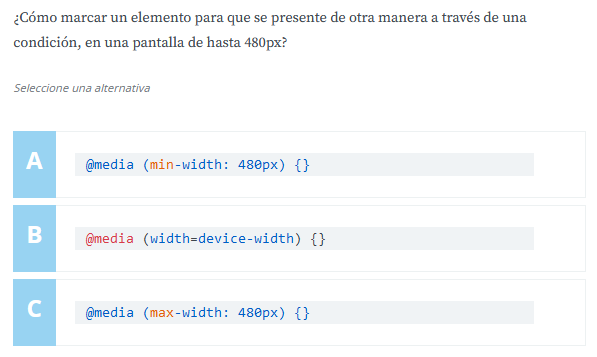 ¿Cómo marcar un elemento para que se presente de otra manera a través de una
condición, en una pantalla de hasta 480px?
Seleccione una alternativa
A
@media (min-width: 480px) {}
B
@media (width=device-width) {}
C
@media (max-width: 480px) {}